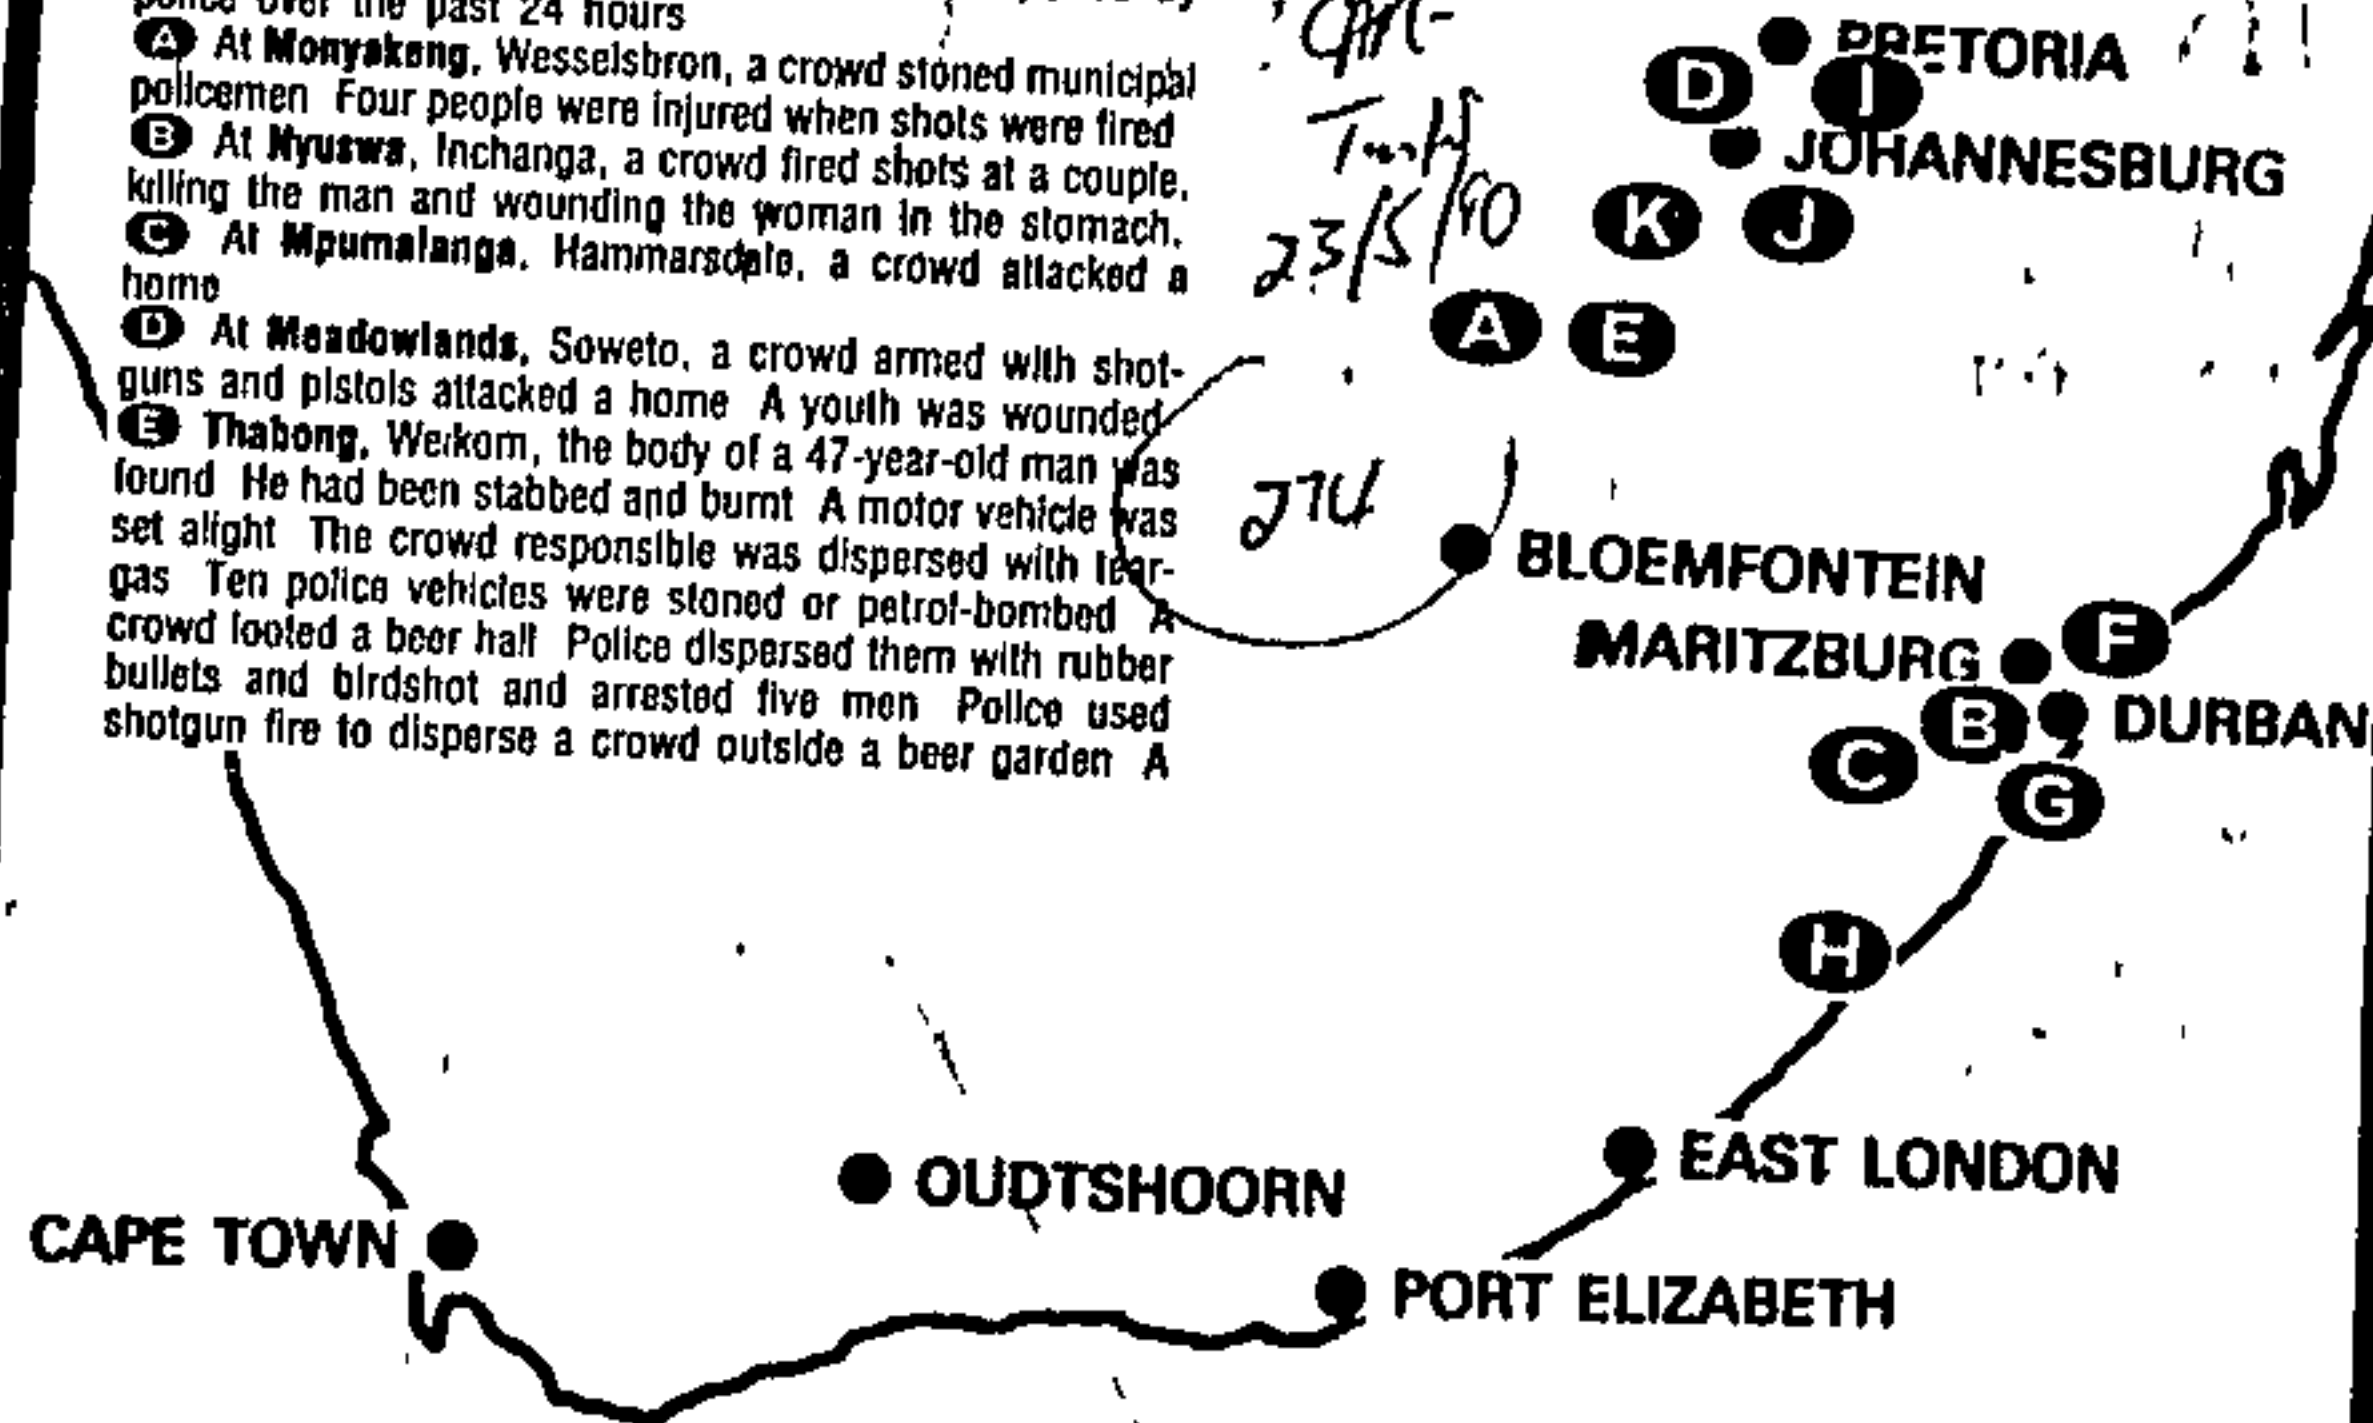 police over the past 24 hours
A At Monyakeng, Wesselsbron, a crowd stoned municipal
policemen Four people were injured when shots were fired
B At Nyuswa, Inchanga, a crowd fired shots at a couple,
killing the man and wounding the woman in the stomach.
C At Mpumalanga, Hammarsdale, a crowd attacked a
home
D At Meadowlands, Soweto, a crowd armed with shot-
guns and pistols attacked a home A youth was wounded
E Thabong, Welkom, the body of a 47-year-old man was
found He had been stabbed and burnt A motor vehicle was
set alight The crowd responsible was dispersed with tear-
gas Ten police vehicles were stoned or petrol-bombed A
crowd looted a beer hall Police dispersed them with rubber
bullets and birdshot and arrested five men Police used
shotgun fire to disperse a crowd outside a beer garden A
23/5/90
274
PRETORIA
D I
JOHANNESBURG
K J
A E
BLOEMFONTEIN
MARITZBURG F
B DURBAN
C G
H
EAST LONDON
OUDTSHOORN
CAPE TOWN
PORT ELIZABETH